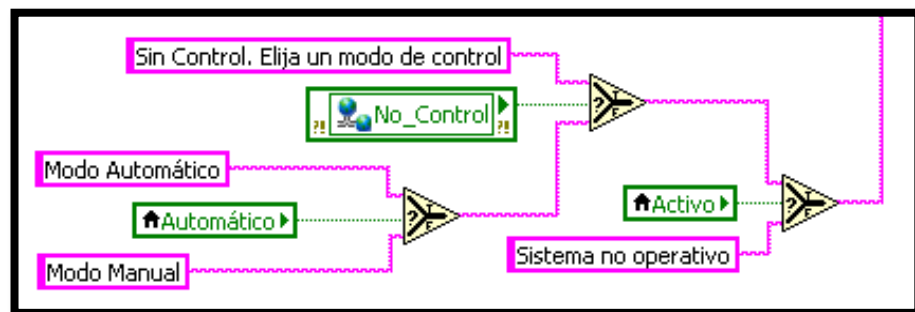 Sin Control. Elija un modo de control
?! No_Control ?!
T
?
F
Modo Automático
Automático
T
?
F
Activo
T
?
F
Modo Manual
Sistema no operativo